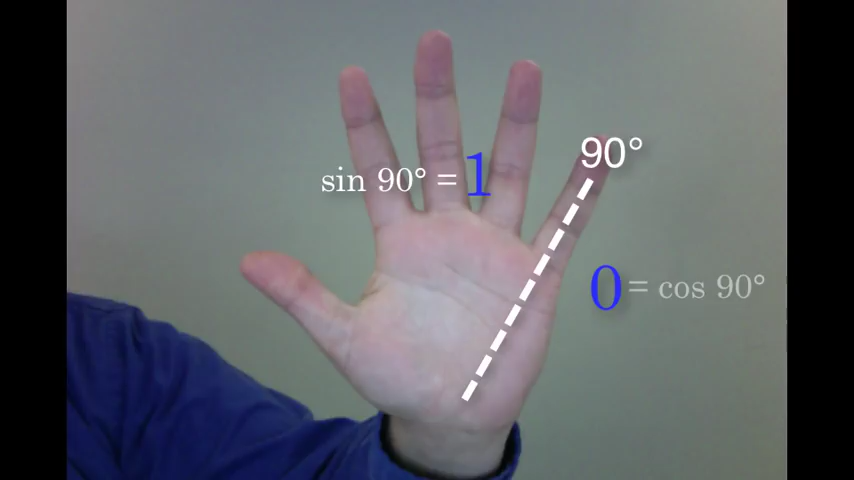 90°
sin 90° = 1
0 = cos 90°